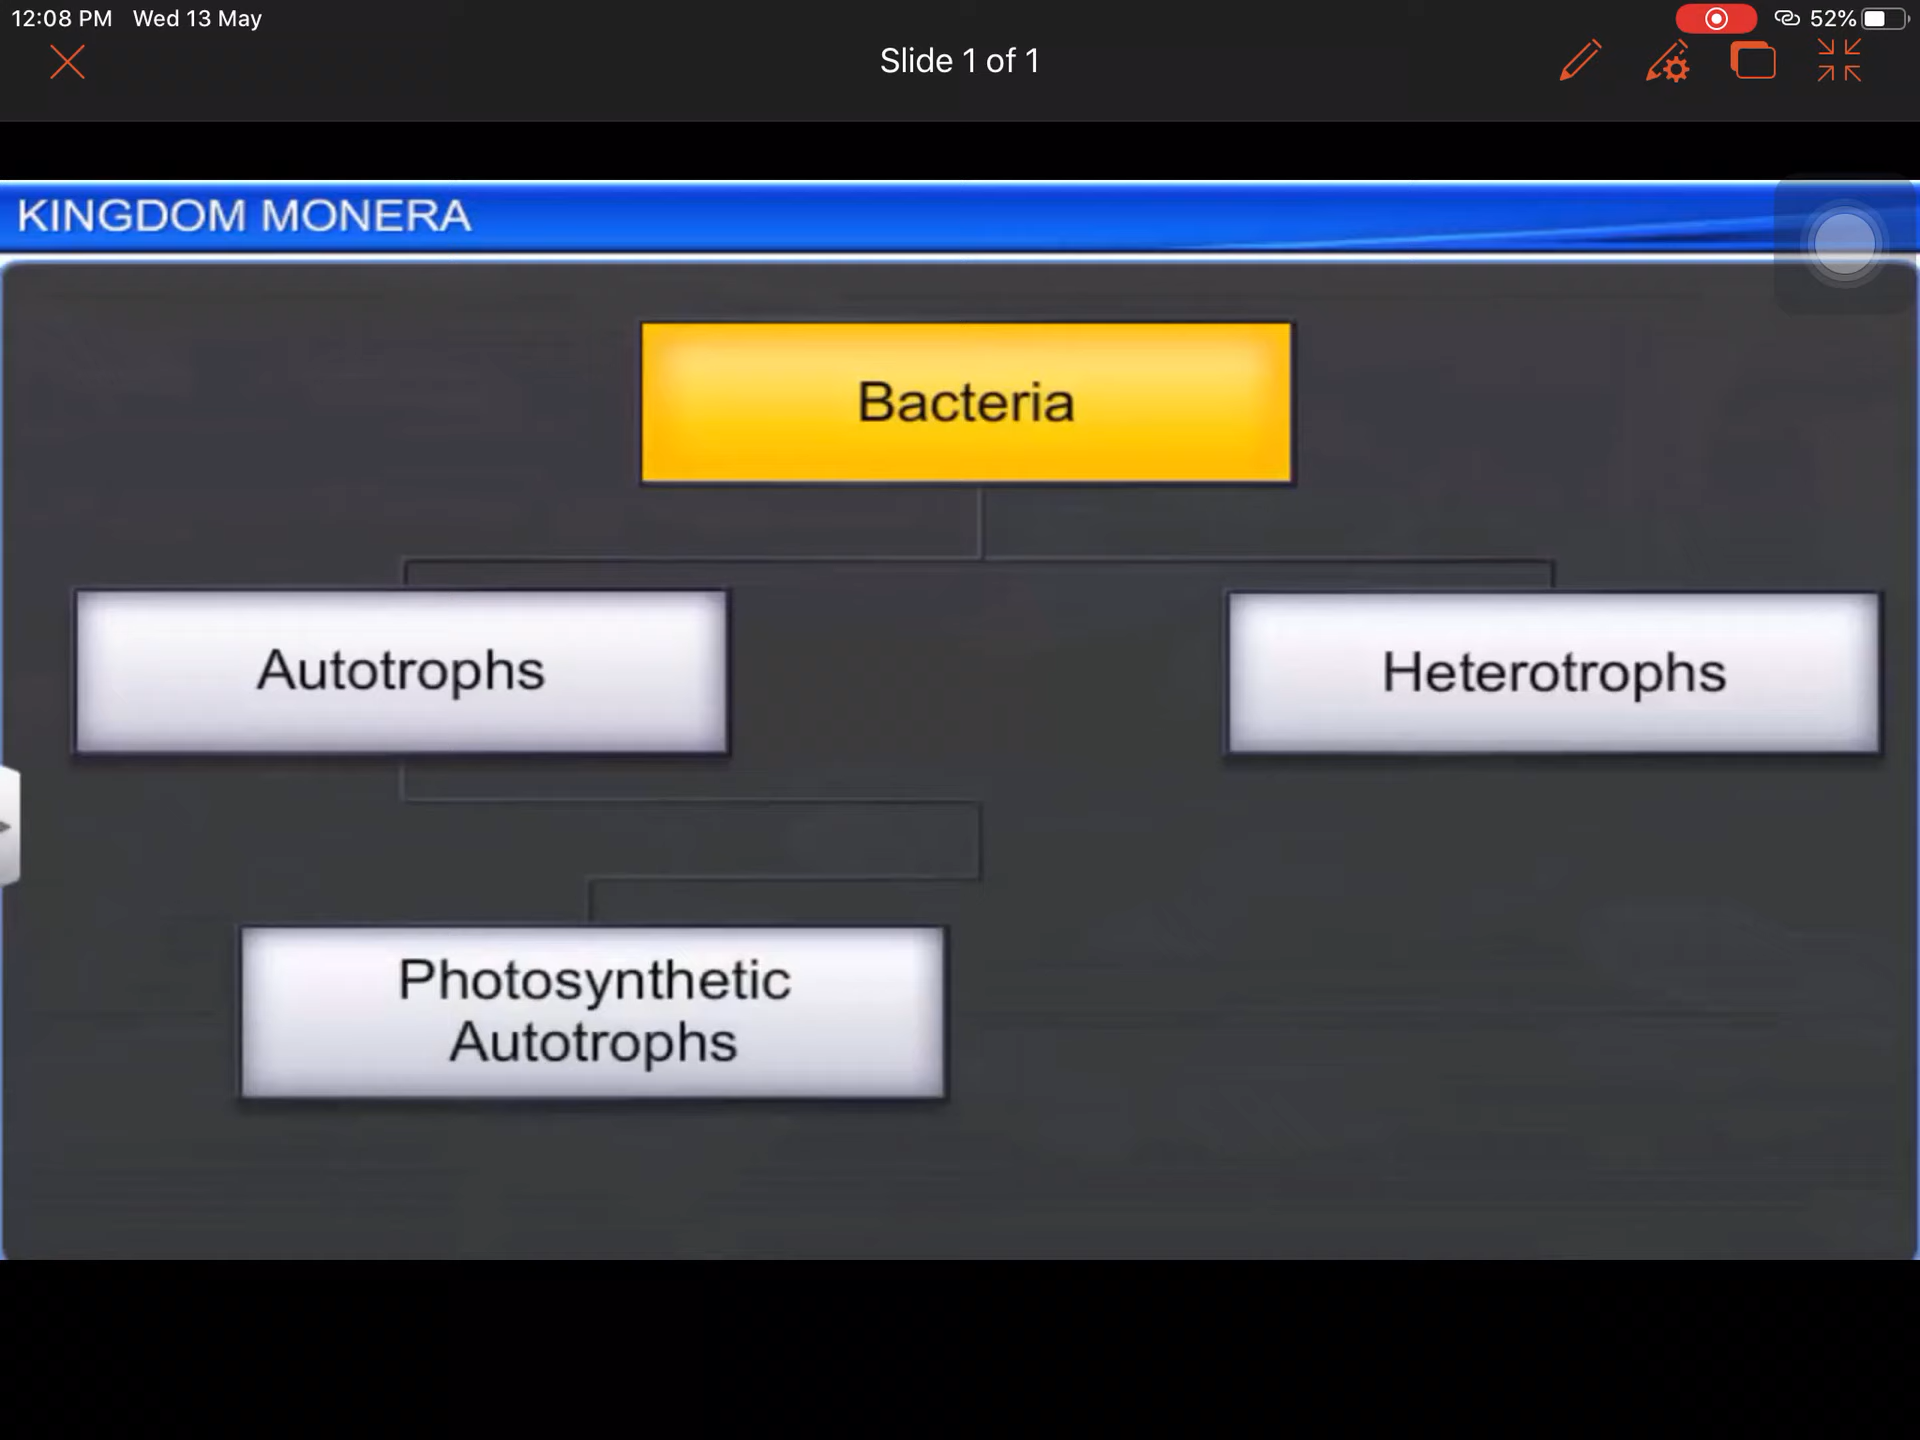 12:08 PM Wed 13 May
52%
Slide 1 of 1
KINGDOM MONERA
Bacteria
Autotrophs
Heterotrophs
Photosynthetic
Autotrophs